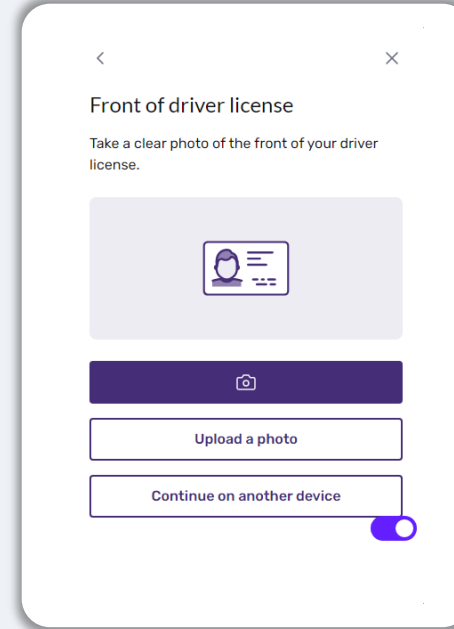 Front of driver license
Take a clear photo of the front of your driver
license.
Upload a photo
Continue on another device